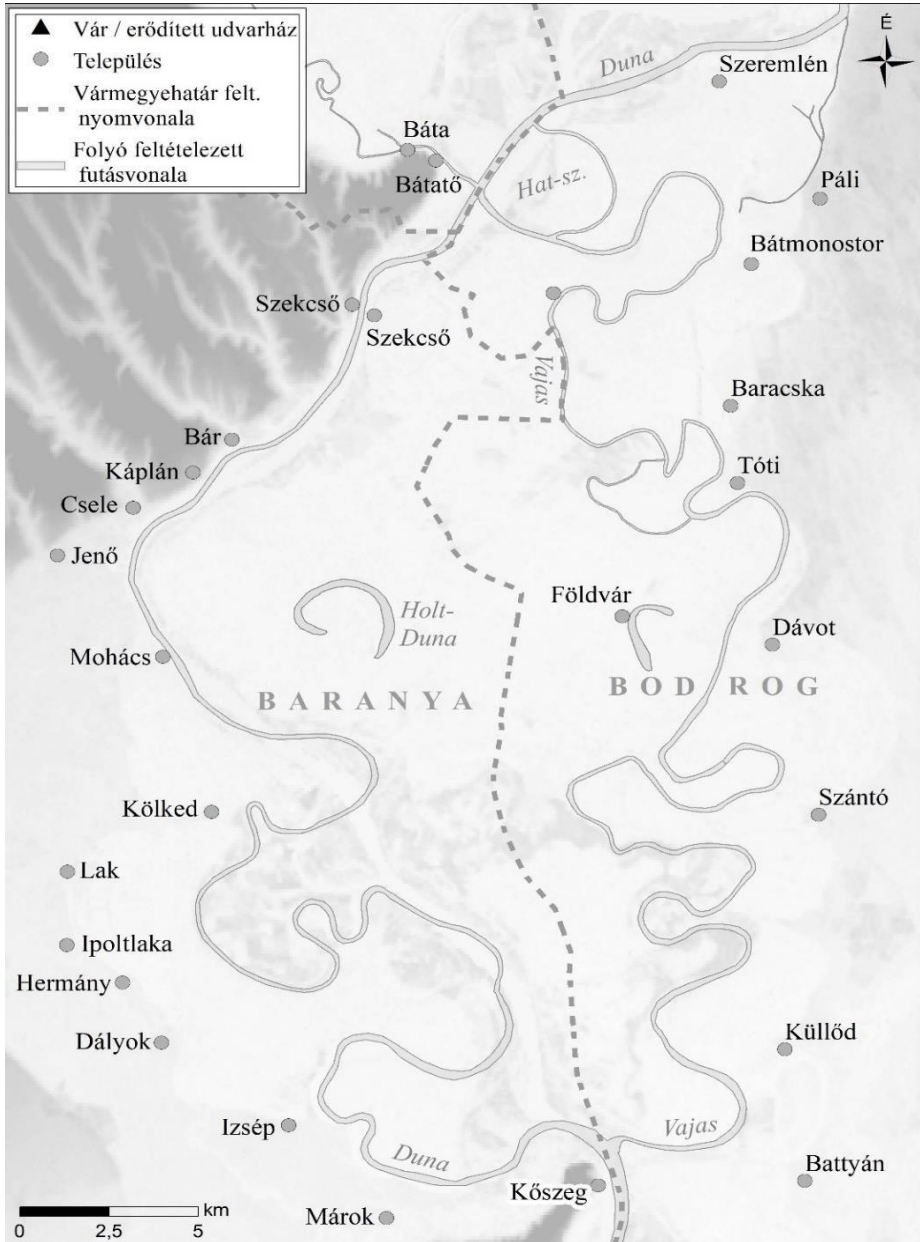 Vár / erődített udvarház
Település
Vármegyehatár felt.
nyomvonala
Folyó feltételezett
futásvonala
É
Duna
Szeremlén
Báta
Bátatő
Hat-sz.
Páli
Bátmonostor
Szekcső
Szekcső
Vajas
Baracska
Bár
Káplán
Tóti
Csele
Jenő
Földvár
Holt-
Duna
Dávot
Mohács
BARANYA
BODROG
Kölked
Szántó
Lak
Ipoltlaka
Hermány
Dályok
Küllőd
Izsép
Vajas
Duna
Battyán
Kőszeg
Márok
km
0 2,5 5